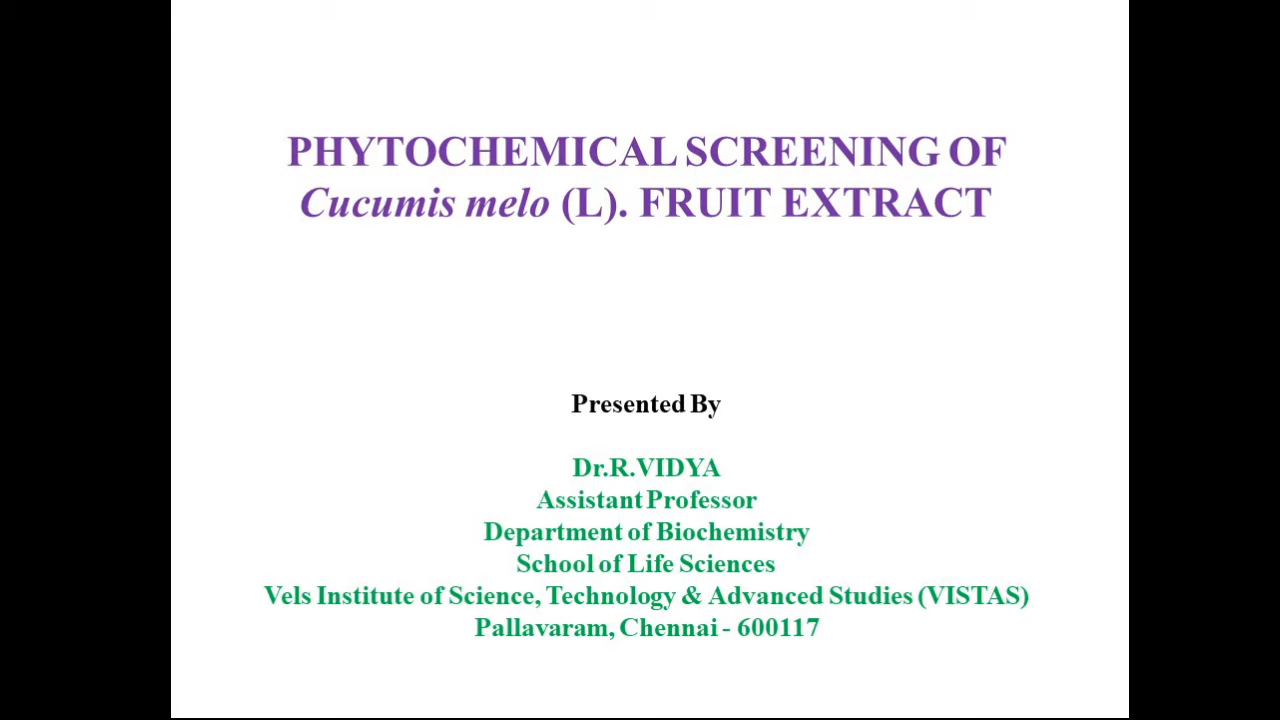 PHYTOCHEMICAL SCREENING OF
Cucumis melo (L). FRUIT EXTRACT
Presented By
Dr.R.VIDYA
Assistant Professor
Department of Biochemistry
School of Life Sciences
Vels Institute of Science, Technology & Advanced Studies (VISTAS)
Pallavaram, Chennai - 600117